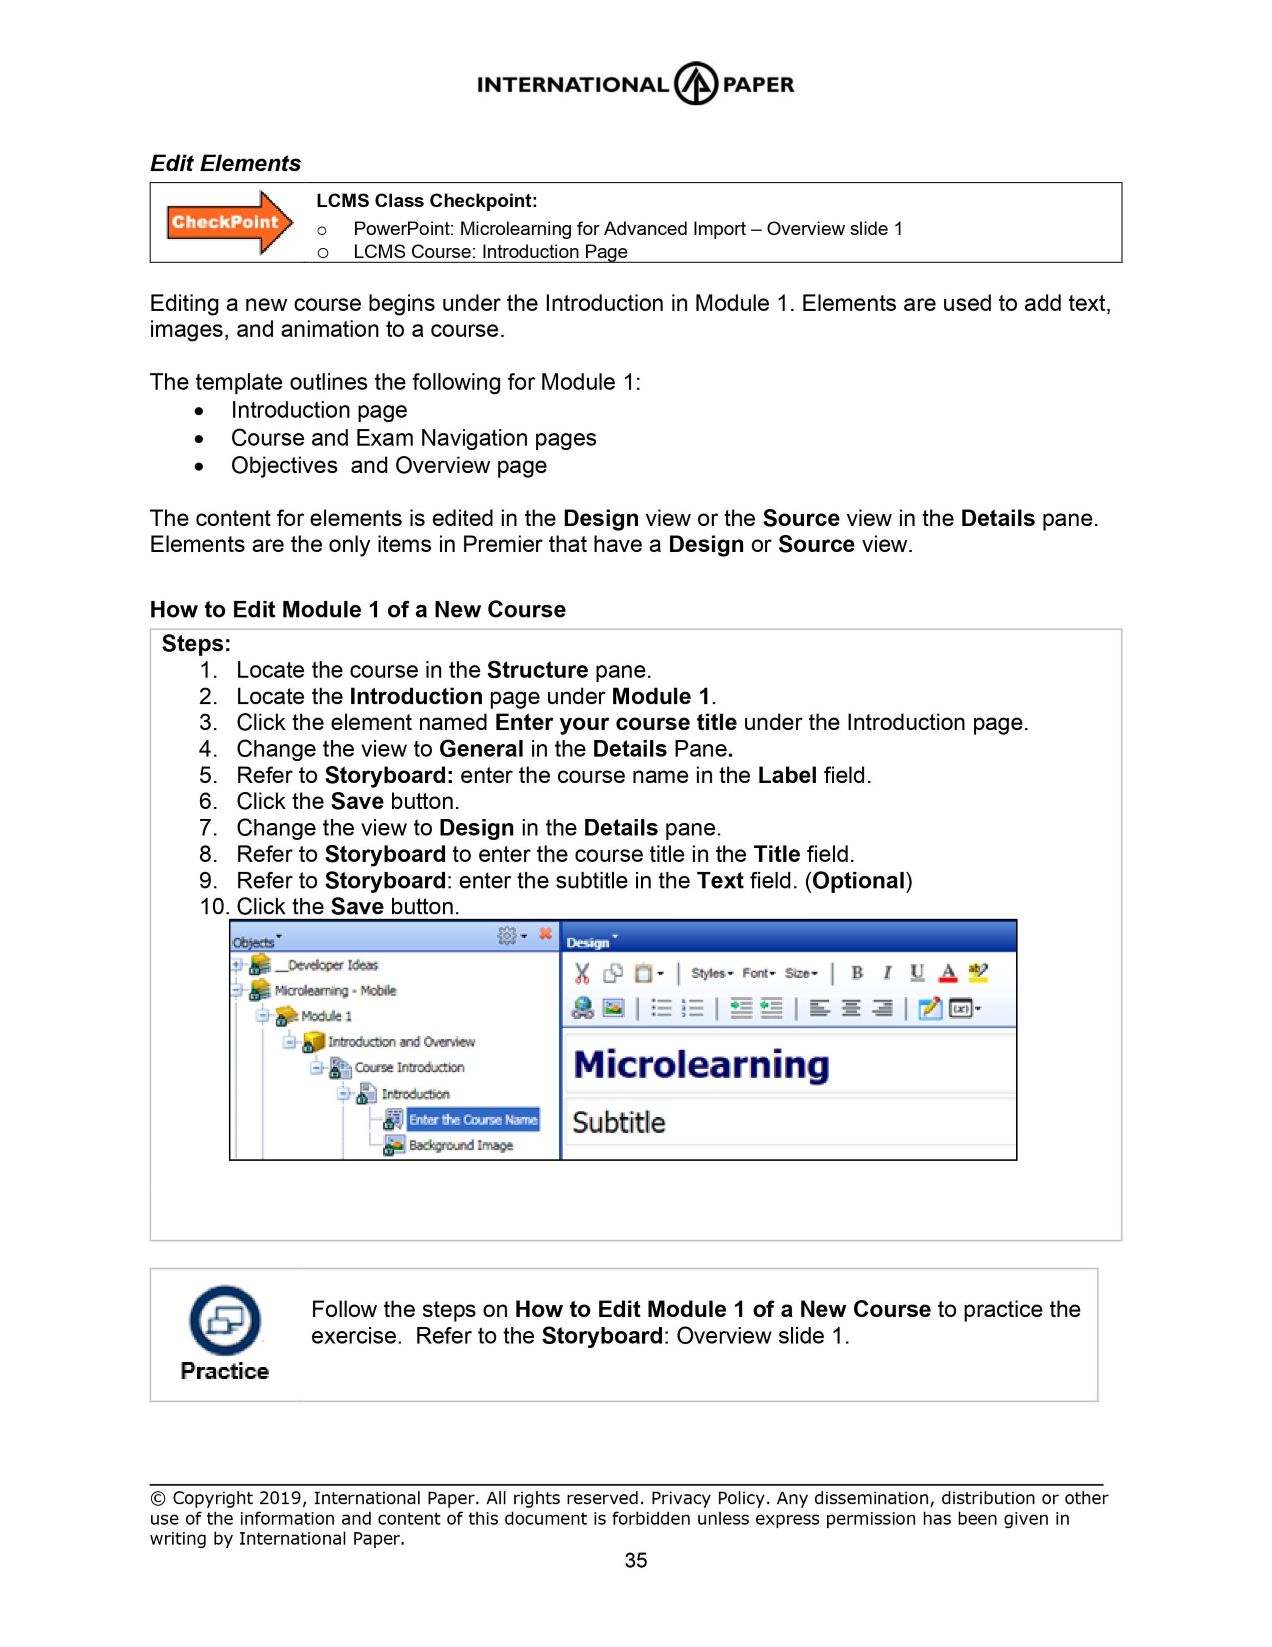 INTERNATIONAL PAPER
Edit Elements
CheckPoint
LCMS Class Checkpoint:
o PowerPoint: Microlearning for Advanced Import – Overview slide 1
o LCMS Course: Introduction Page
Editing a new course begins under the Introduction in Module 1. Elements are used to add text,
images, and animation to a course.
The template outlines the following for Module 1:
• Introduction page
• Course and Exam Navigation pages
• Objectives  and Overview page
The content for elements is edited in the Design view or the Source view in the Details pane.
Elements are the only items in Premier that have a Design or Source view.
How to Edit Module 1 of a New Course
Steps:
1. Locate the course in the Structure pane.
2. Locate the Introduction page under Module 1.
3. Click the element named Enter your course title under the Introduction page.
4. Change the view to General in the Details Pane.
5. Refer to Storyboard: enter the course name in the Label field.
6. Click the Save button.
7. Change the view to Design in the Details pane.
8. Refer to Storyboard to enter the course title in the Title field.
9. Refer to Storyboard: enter the subtitle in the Text field. (Optional)
10. Click the Save button.
Objects
__Developer Ideas
Microlearning - Mobile
Module 1
Introduction and Overview
Course Introduction
Introduction
Enter the Course Name
Background Image
Design
Styles Font Size B I U A ab
(x)
Microlearning
Subtitle
Practice
Follow the steps on How to Edit Module 1 of a New Course to practice the
exercise.  Refer to the Storyboard: Overview slide 1.
© Copyright 2019, International Paper. All rights reserved. Privacy Policy. Any dissemination, distribution or other
use of the information and content of this document is forbidden unless express permission has been given in
writing by International Paper.
35